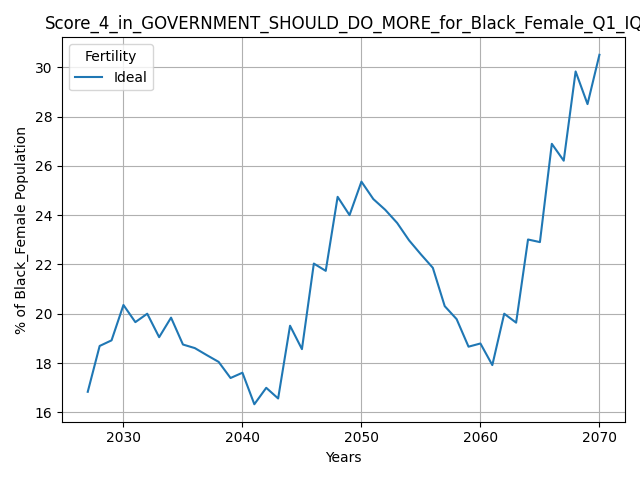 Score_4_in_GOVERNMENT_SHOULD_DO_MORE_for_Black_Female_Q1_IQ
Fertility
Ideal
30
28
26
24
22
20
18
16
% of Black_Female Population
2030 2040 2050 2060 2070
Years